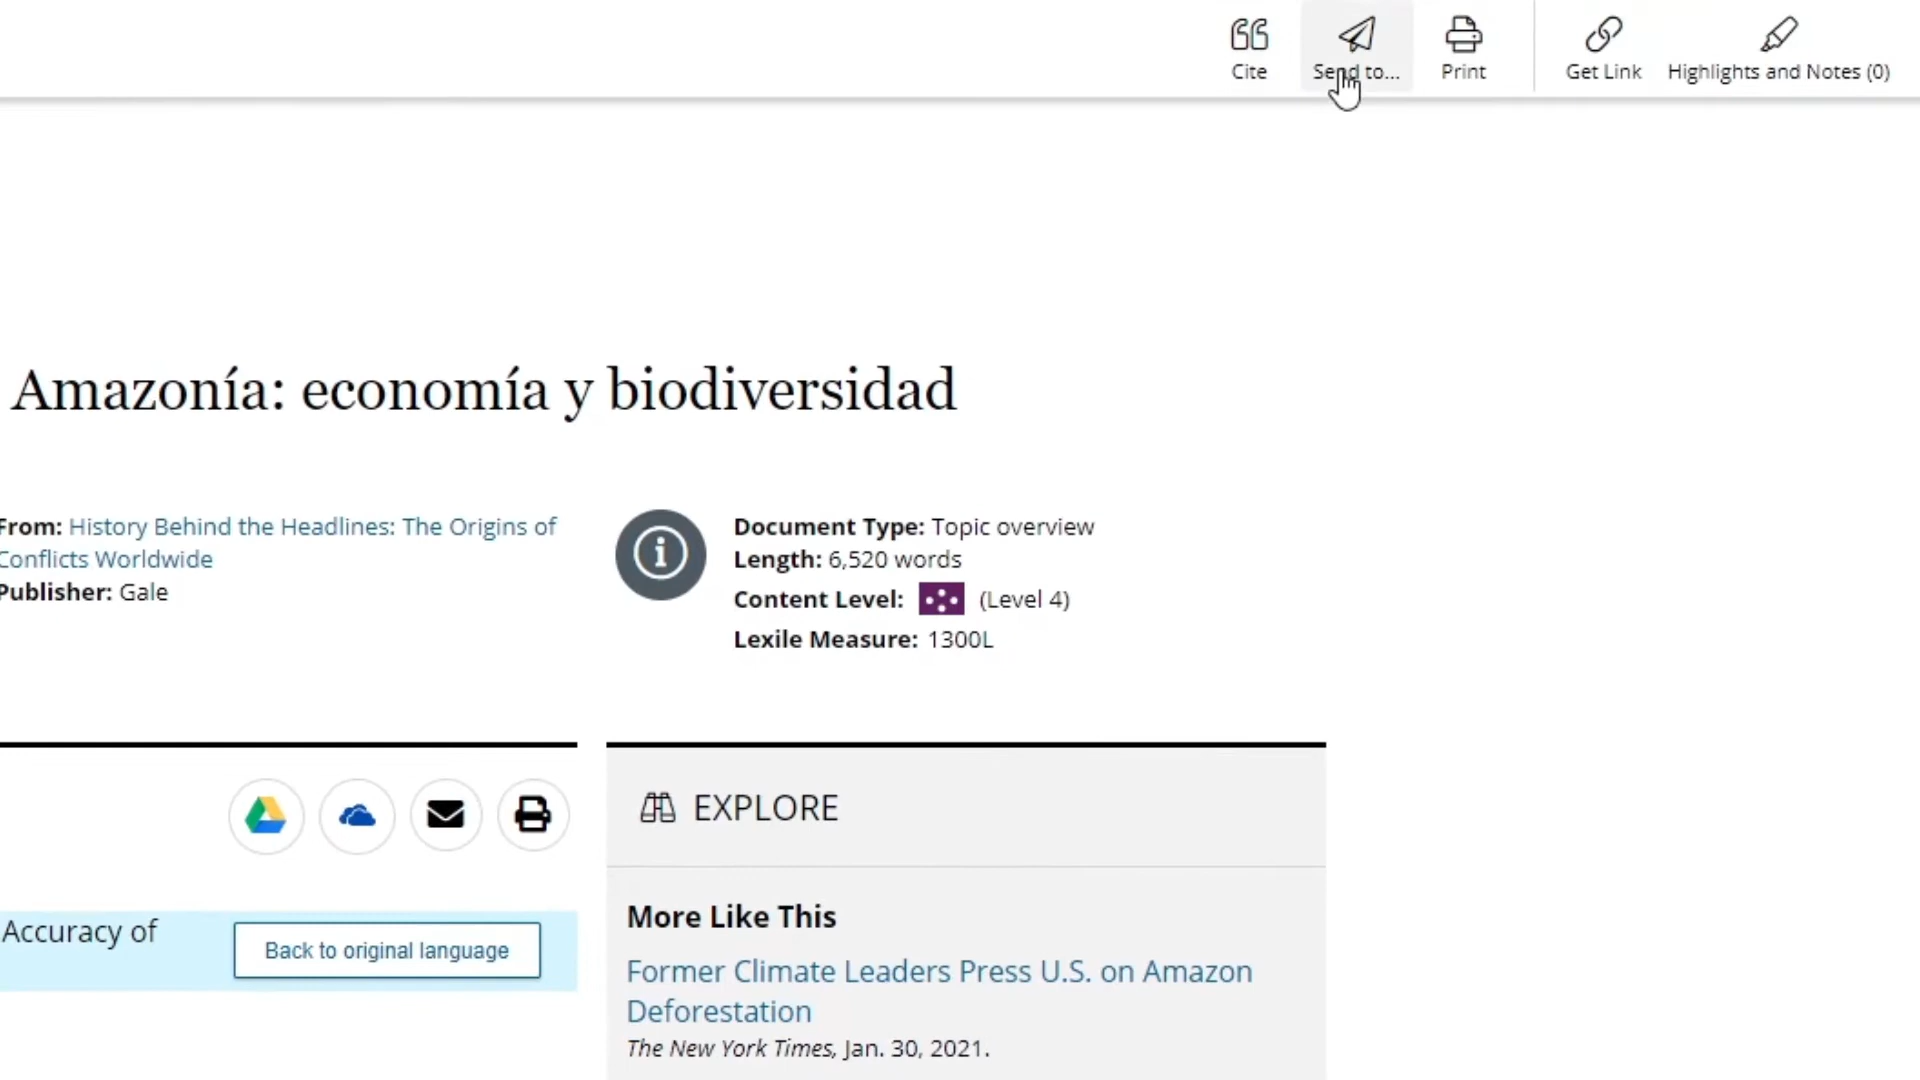 Cite
Send to...
Print
Get Link
Highlights and Notes (0)
Amazonía: economía y biodiversidad
From: History Behind the Headlines: The Origins of
Conflicts Worldwide
Publisher: Gale
Document Type: Topic overview
Length: 6,520 words
Content Level: (Level 4)
Lexile Measure: 1300L
Accuracy of
Back to original language
EXPLORE
More Like This
Former Climate Leaders Press U.S. on Amazon
Deforestation
The New York Times, Jan. 30, 2021.